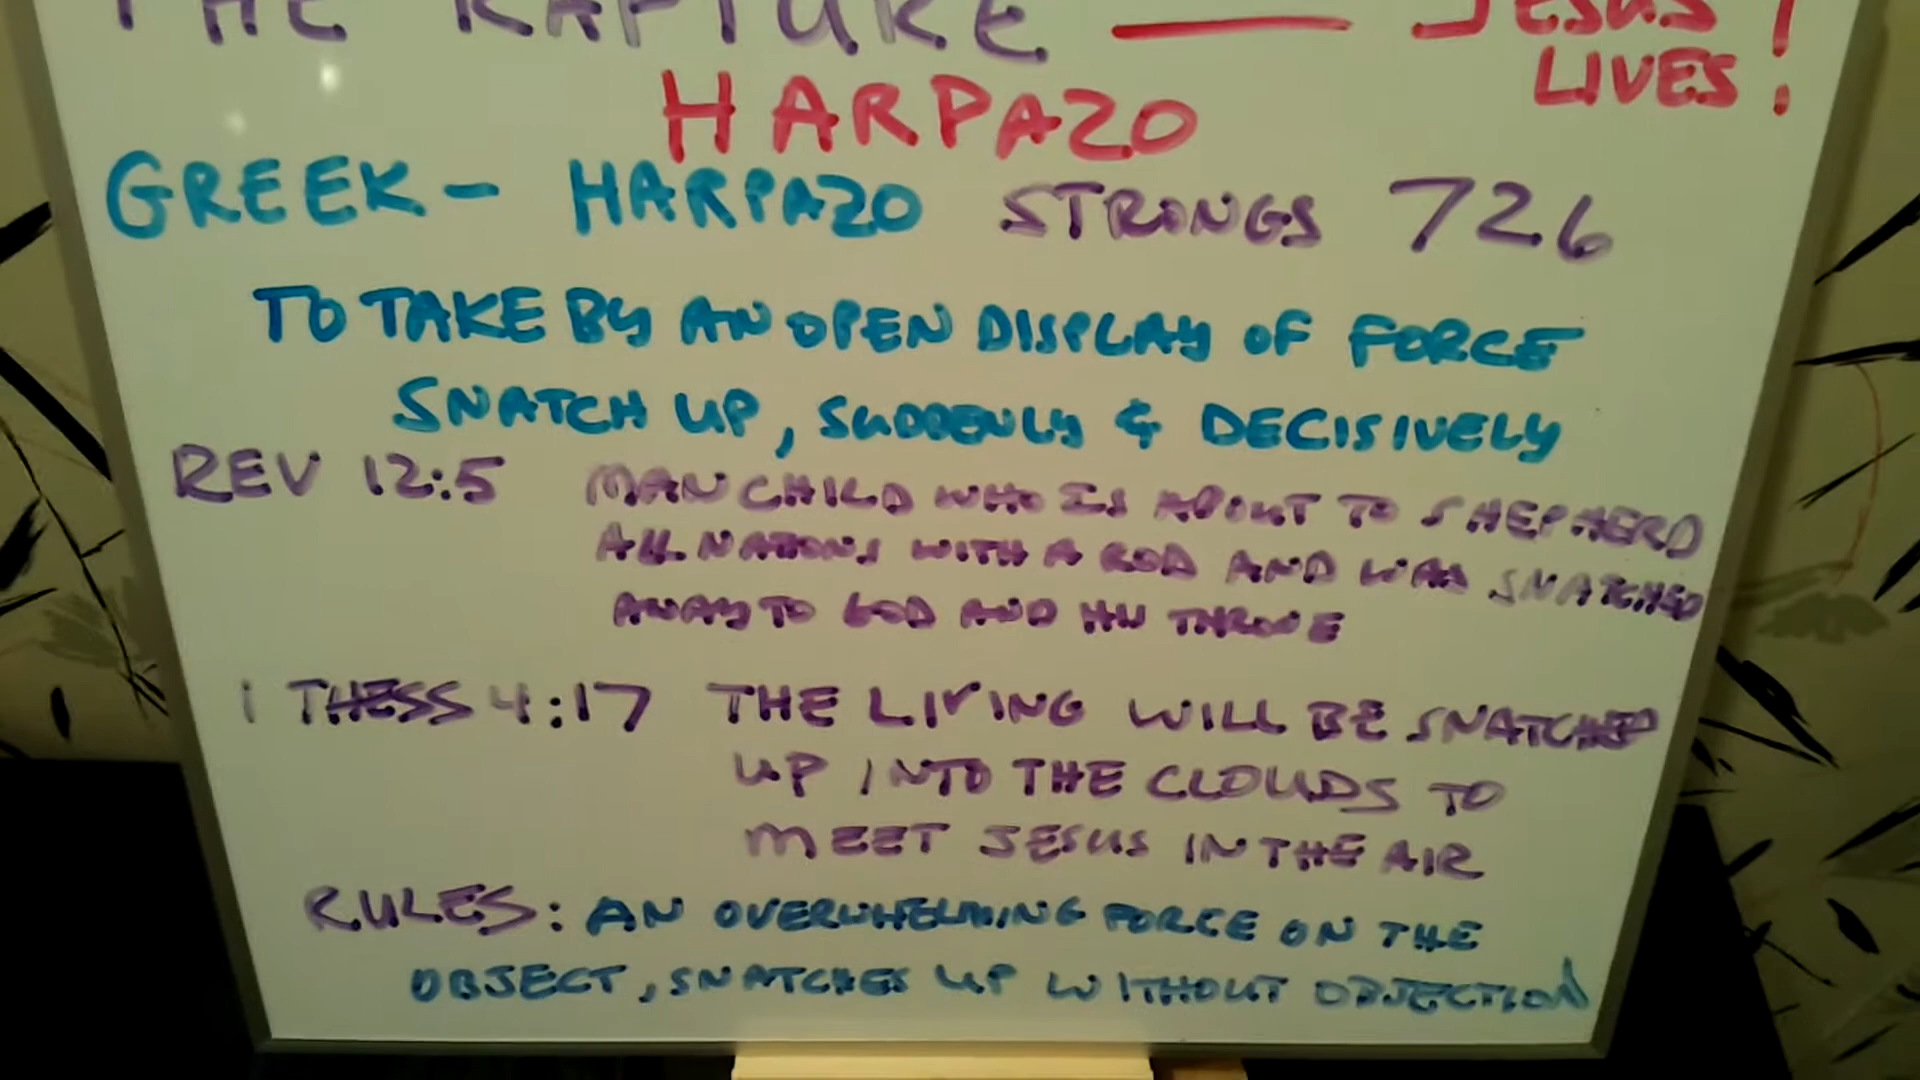 THE RAPTURE —— JESUS!
LIVES!
HARPAZO
GREEK - HARPAZO STRONGS 726
TO TAKE BY AN OPEN DISPLAY OF FORCE
SNATCH UP, SUDDENLY & DECISIVELY
REV 12:5 MAN CHILD WHO IS ABOUT TO SHEPHERD
ALL NATIONS WITH A ROD AND WAS SNATCHED
AWAY TO GOD AND HIS THRONE
1 THESS 4:17 THE LIVING WILL BE SNATCHED
UP INTO THE CLOUDS TO
MEET JESUS IN THE AIR
RULES: AN OVERWHELMING FORCE ON THE
OBJECT, SNATCHES UP WITHOUT OBJECTION